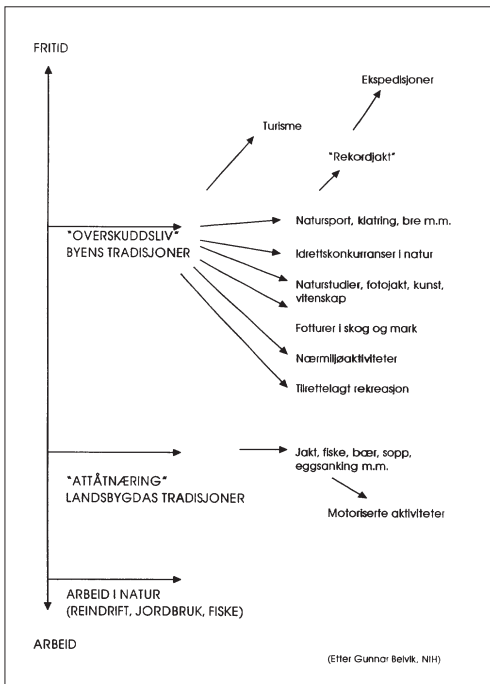 FRITID
Ekspedisjoner
Turisme
"Rekordjakt"
Natursport, klatring, bre m.m.
"OVERSKUDDSLIV"
BYENS TRADISJONER
Idrettskonkurranser i natur
Naturstudier, fotojakt, kunst,
vitenskap
Fotturer i skog og mark
Nærmiljøaktiviteter
Tilrettelagt rekreasjon
Jakt, fiske, bær, sopp,
eggsanking m.m.
"ATTÅTNÆRING"
LANDSBYGDAS TRADISJONER
Motoriserte aktiviteter
ARBEID I NATUR
(REINDRIFT, JORDBRUK, FISKE)
ARBEID
(Etter Gunnar Belvik, NIH)